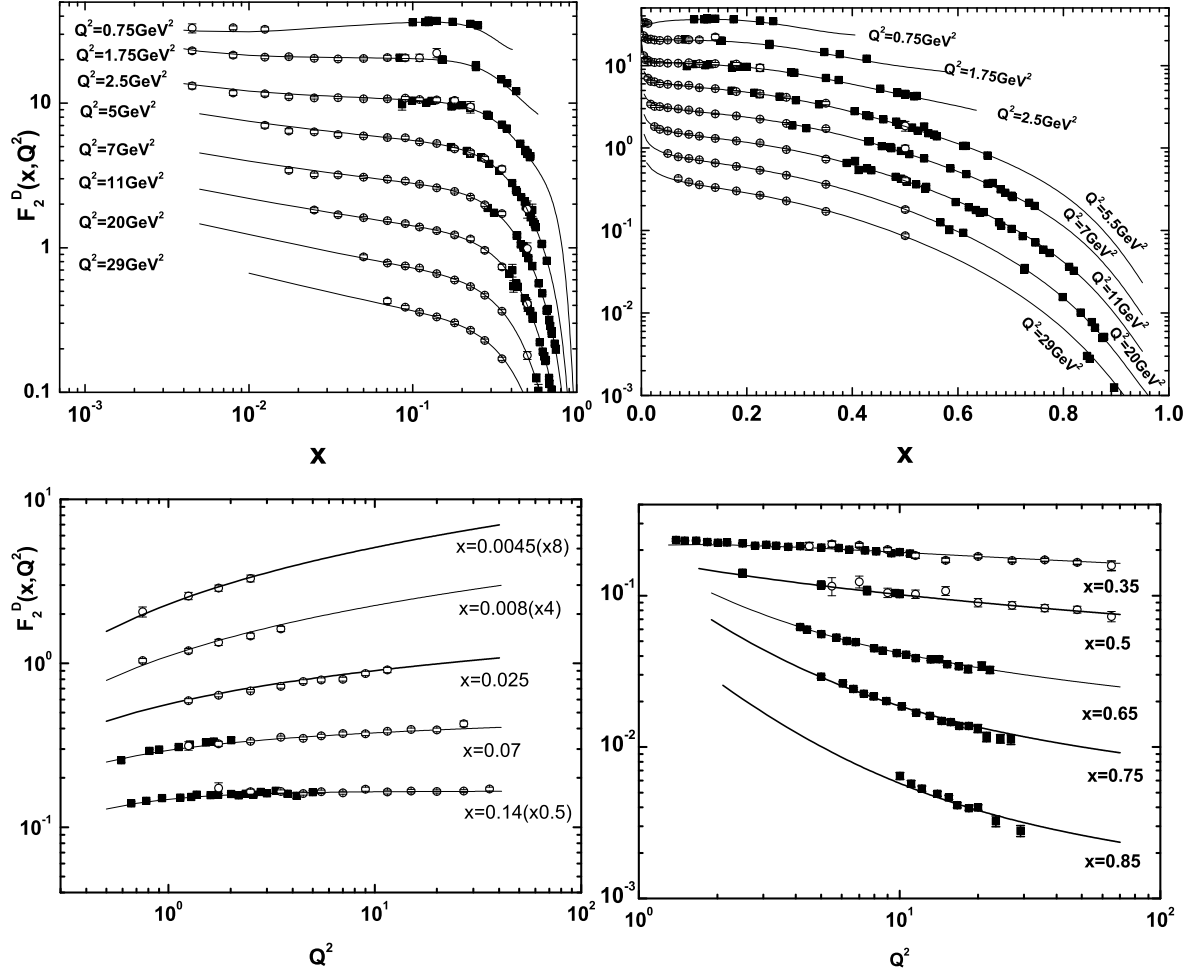 F₂ᴰ(x,Q²)
10
1
0.1
Q²=0.75GeV²
Q²=1.75GeV²
Q²=2.5GeV²
Q²=5GeV²
Q²=7GeV²
Q²=11GeV²
Q²=20GeV²
Q²=29GeV²
10⁻³ 10⁻² 10⁻¹ 10⁰
x
10¹
10⁰
10⁻¹
10⁻²
10⁻³
Q²=0.75GeV²
Q²=1.75GeV²
Q²=2.5GeV²
Q²=5.5GeV²
Q²=7GeV²
Q²=11GeV²
Q²=20GeV²
Q²=29GeV²
0.0 0.2 0.4 0.6 0.8 1.0
x
F₂ᴰ(x,Q²)
10¹
10⁰
10⁻¹
x=0.0045(x8)
x=0.008(x4)
x=0.025
x=0.07
x=0.14(x0.5)
10⁰ 10¹ 10²
Q²
10⁻¹
10⁻²
10⁻³
x=0.35
x=0.5
x=0.65
x=0.75
x=0.85
10⁰ 10¹ 10²
Q²